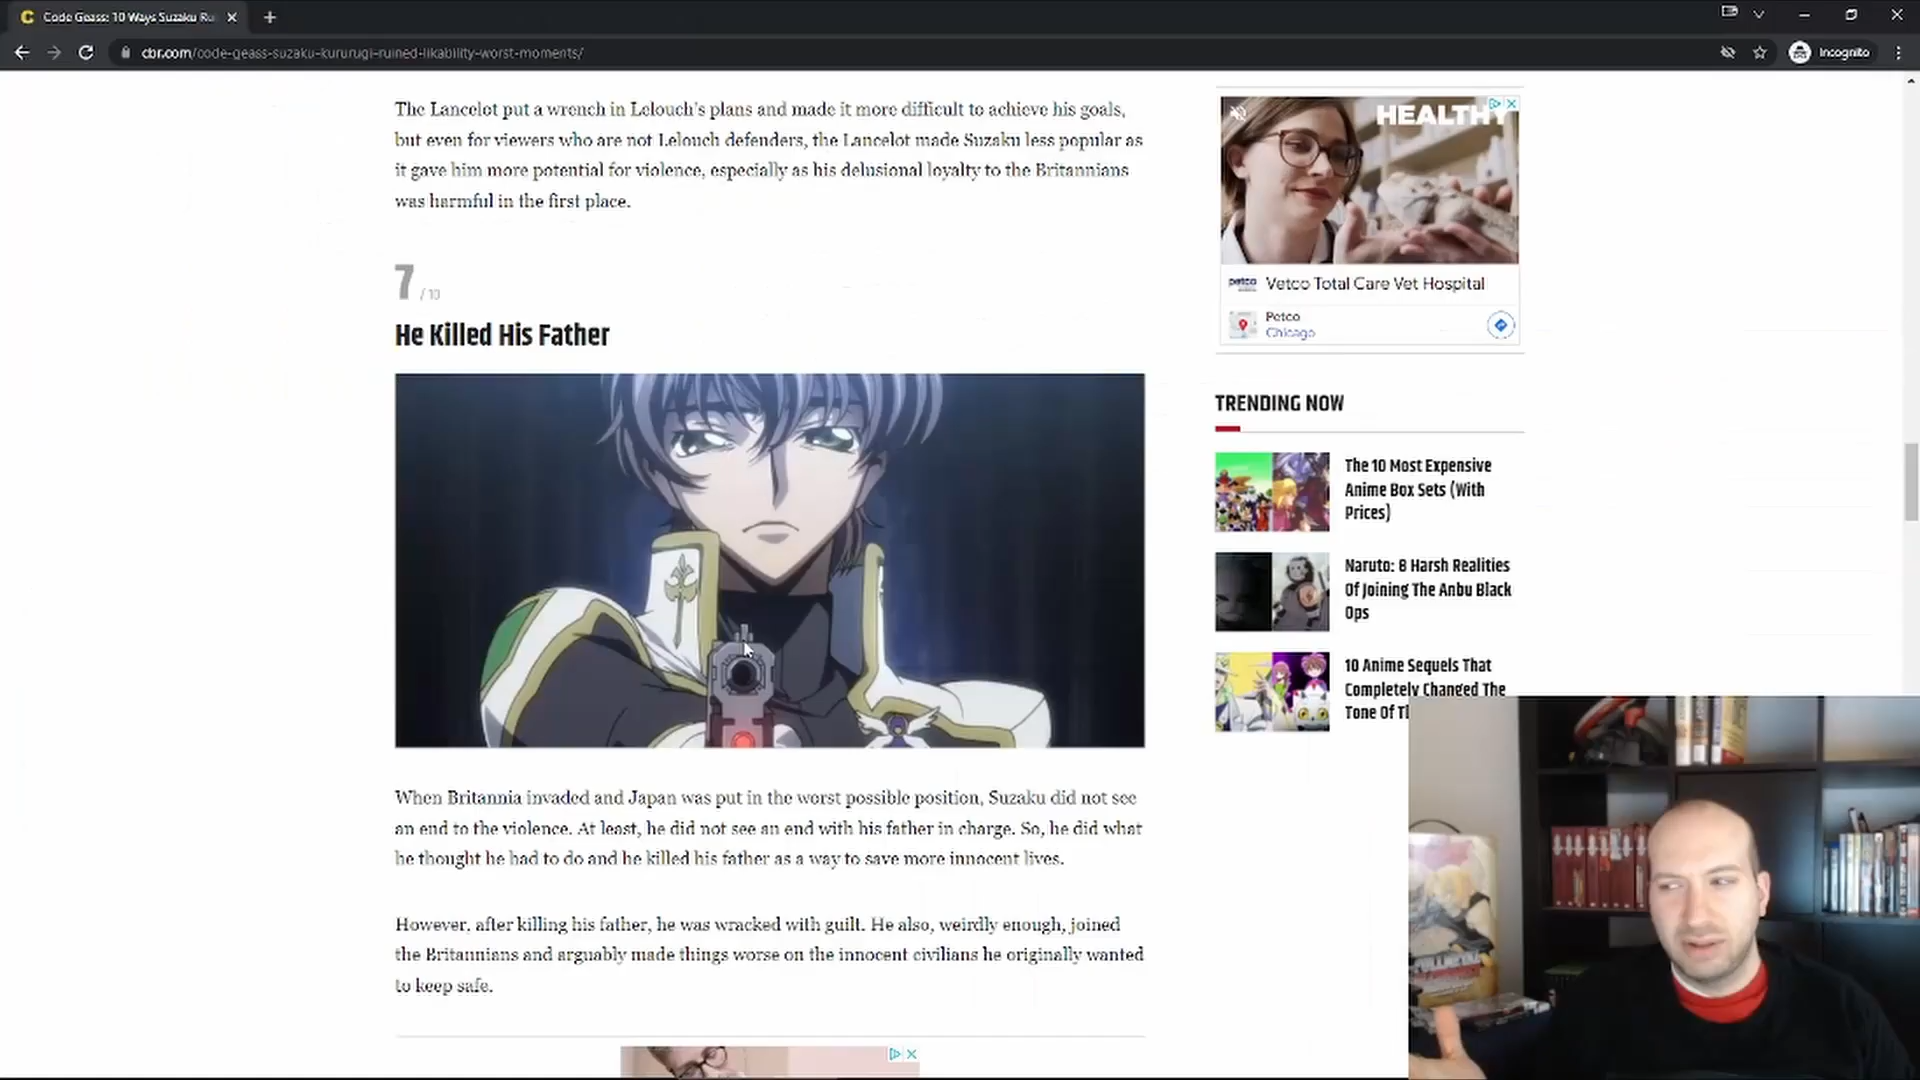 Code Geass: 10 Ways Suzaku Ru
cbr.com/code-geass-suzaku-kururugi-ruined-likability-worst-moments/
Incognito
The Lancelot put a wrench in Lelouch's plans and made it more difficult to achieve his goals,
but even for viewers who are not Lelouch defenders, the Lancelot made Suzaku less popular as
it gave him more potential for violence, especially as his delusional loyalty to the Britannians
was harmful in the first place.
7 / 10
He Killed His Father
When Britannia invaded and Japan was put in the worst possible position, Suzaku did not see
an end to the violence. At least, he did not see an end with his father in charge. So, he did what
he thought he had to do and he killed his father as a way to save more innocent lives.
However, after killing his father, he was wracked with guilt. He also, weirdly enough, joined
the Britannians and arguably made things worse on the innocent civilians he originally wanted
to keep safe.
HEALTHY
petco
Vetco Total Care Vet Hospital
Petco
Chicago
TRENDING NOW
The 10 Most Expensive
Anime Box Sets (With
Prices)
Naruto: 8 Harsh Realities
Of Joining The Anbu Black
Ops
10 Anime Sequels That
Completely Changed The
Tone Of